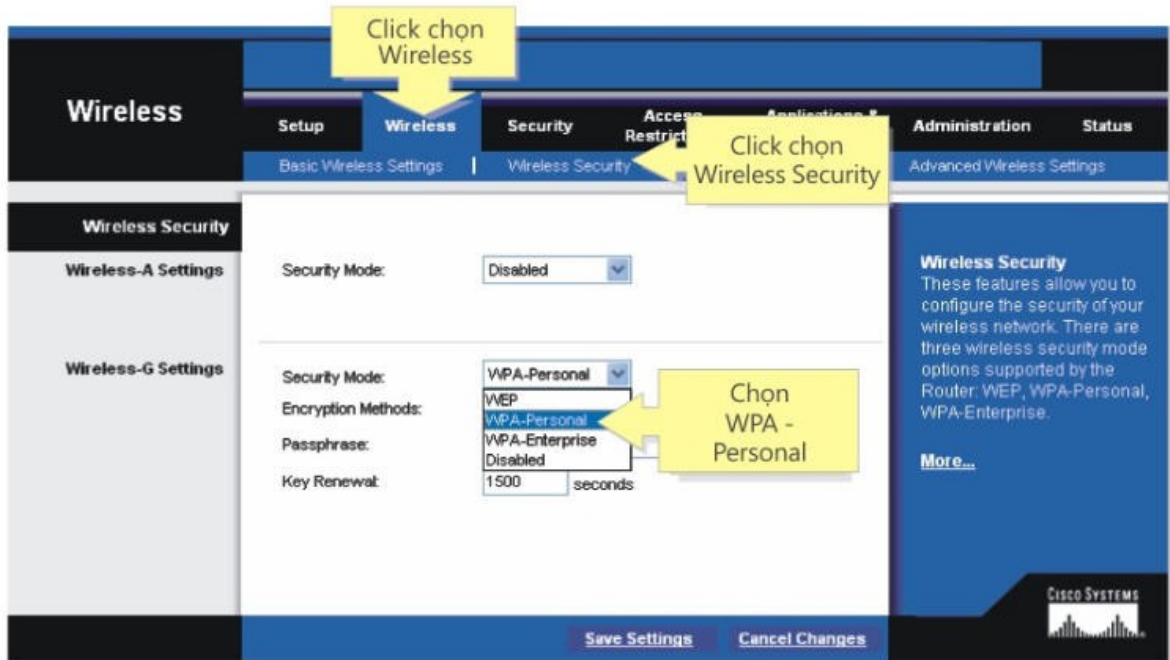 Click chọn
Wireless
Wireless
Setup
Wireless
Security
Access
Administration
Status
Click chọn
Wireless Security
Basic Wireless Settings
Wireless Security
Advanced Wireless Settings
Wireless Security
Wireless-A Settings
Security Mode:
Disabled
Wireless Security
These features allow you to
configure the security of your
wireless network. There are
three wireless security mode
options supported by the
Router: WEP, WPA-Personal,
WPA-Enterprise.
More...
Wireless-G Settings
Security Mode:
WPA-Personal
Encryption Methods:
WEP
WPA-Personal
Passphrase:
WPA-Enterprise
Disabled
Key Renewal:
1500
seconds
Chọn
WPA -
Personal
CISCO SYSTEMS
Save Settings
Cancel Changes